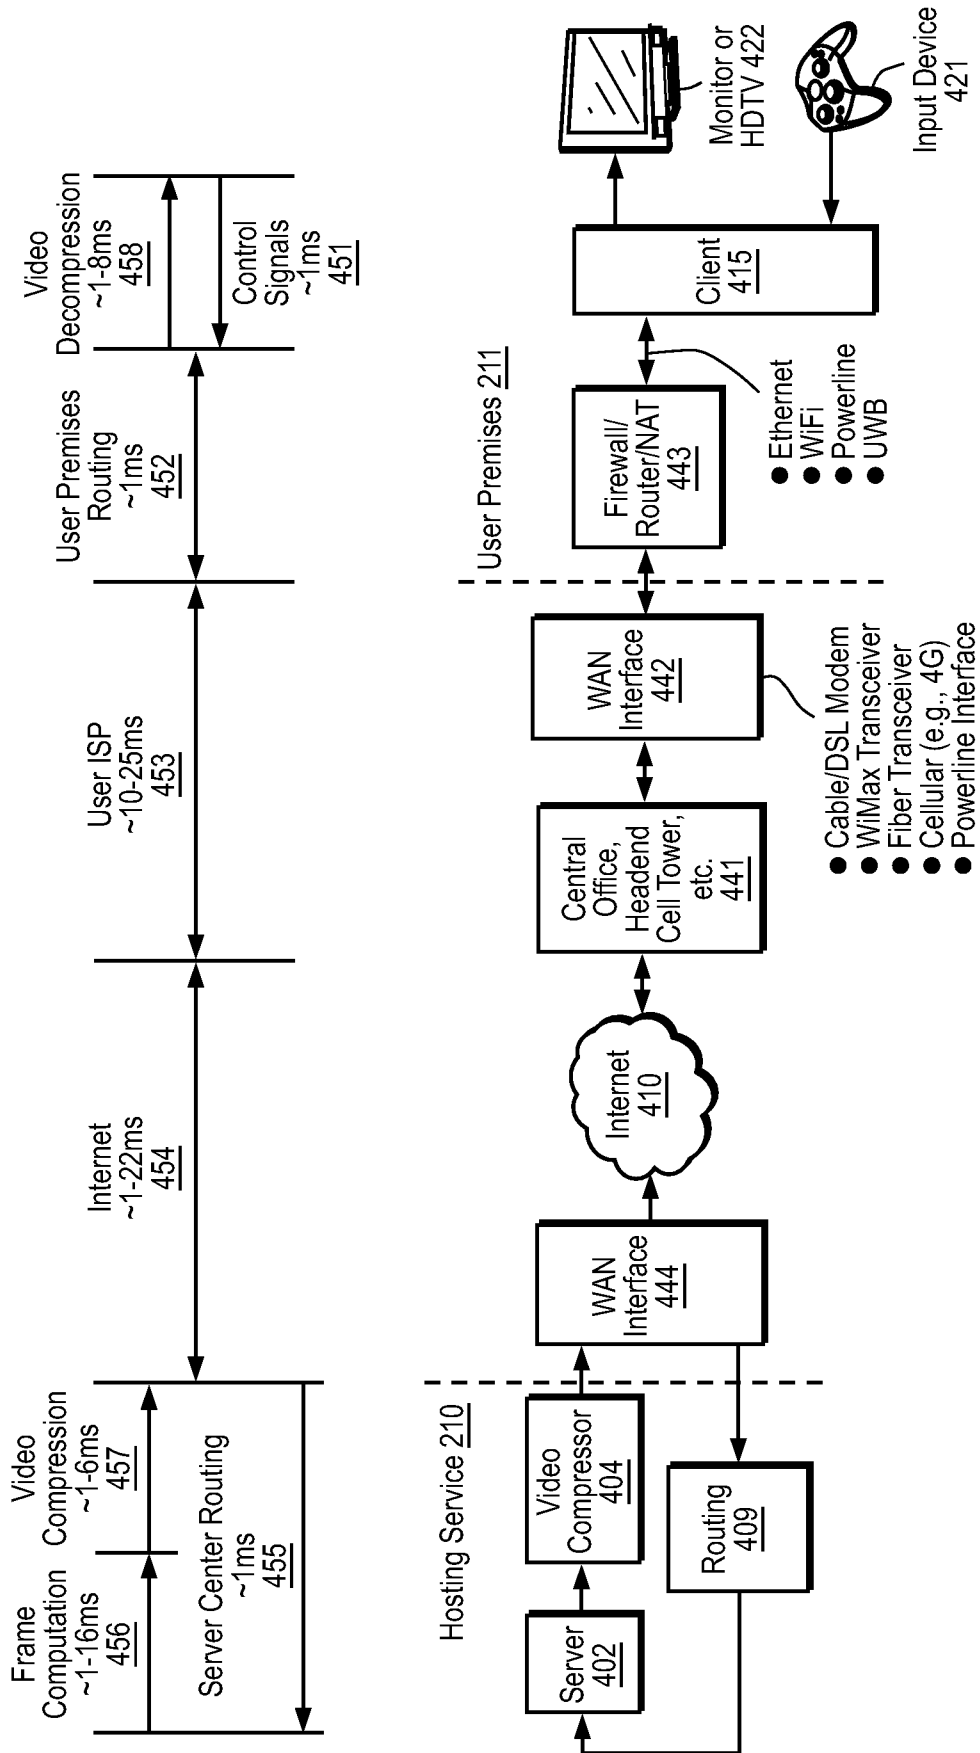 Frame
Computation
~1-16ms
456
Video
Compression
~1-6ms
457
Server Center Routing
~1ms
455
Internet
~1-22ms
454
User ISP
~10-25ms
453
User Premises
Routing
~1ms
452
Video
Decompression
~1-8ms
458
Control
Signals
~1ms
451
Hosting Service 210
Server
402
Video
Compressor
404
Routing
409
WAN
Interface
444
Internet
410
Central
Office,
Headend
Cell Tower,
etc.
441
WAN
Interface
442
● Cable/DSL Modem
● WiMax Transceiver
● Fiber Transceiver
● Cellular (e.g., 4G)
● Powerline Interface
User Premises 211
Firewall/
Router/NAT
443
● Ethernet
● WiFi
● Powerline
● UWB
Client
415
Monitor or
HDTV 422
Input Device
421